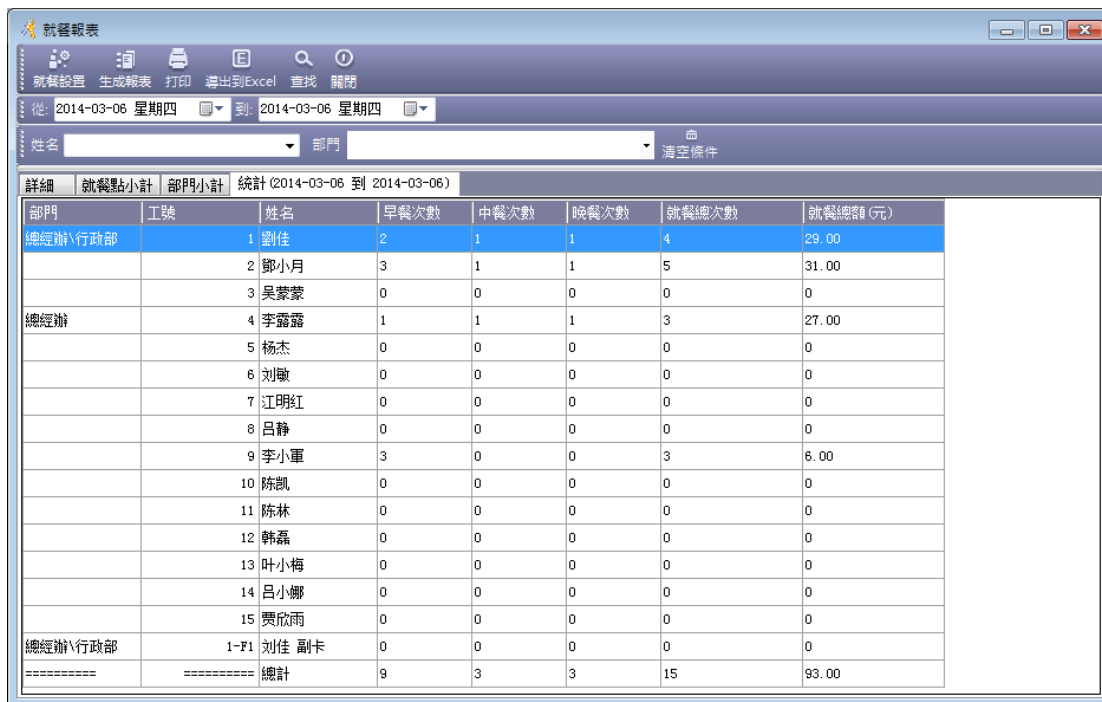 就餐報表
就餐設置 生成報表 打印 導出到Excel 查找 關閉
從: 2014-03-06 星期四 到: 2014-03-06 星期四
姓名 部門 清空條件
詳細 就餐點小計 部門小計 統計(2014-03-06 到 2014-03-06)
部門 工號 姓名 早餐次數 中餐次數 晚餐次數 就餐總次數 就餐總額(元)
總經辦\行政部 1 劉佳 2 1 1 4 29.00
2 鄧小月 3 1 1 5 31.00
3 吴蒙蒙 0 0 0 0 0
總經辦 4 李露露 1 1 1 3 27.00
5 杨杰 0 0 0 0 0
6 刘敏 0 0 0 0 0
7 江明红 0 0 0 0 0
8 吕静 0 0 0 0 0
9 李小軍 3 0 0 3 6.00
10 陈凯 0 0 0 0 0
11 陈林 0 0 0 0 0
12 韩磊 0 0 0 0 0
13 叶小梅 0 0 0 0 0
14 吕小娜 0 0 0 0 0
15 贾欣雨 0 0 0 0 0
總經辦\行政部 1-F1 刘佳 副卡 0 0 0 0 0
========== ========== 總計 9 3 3 15 93.00